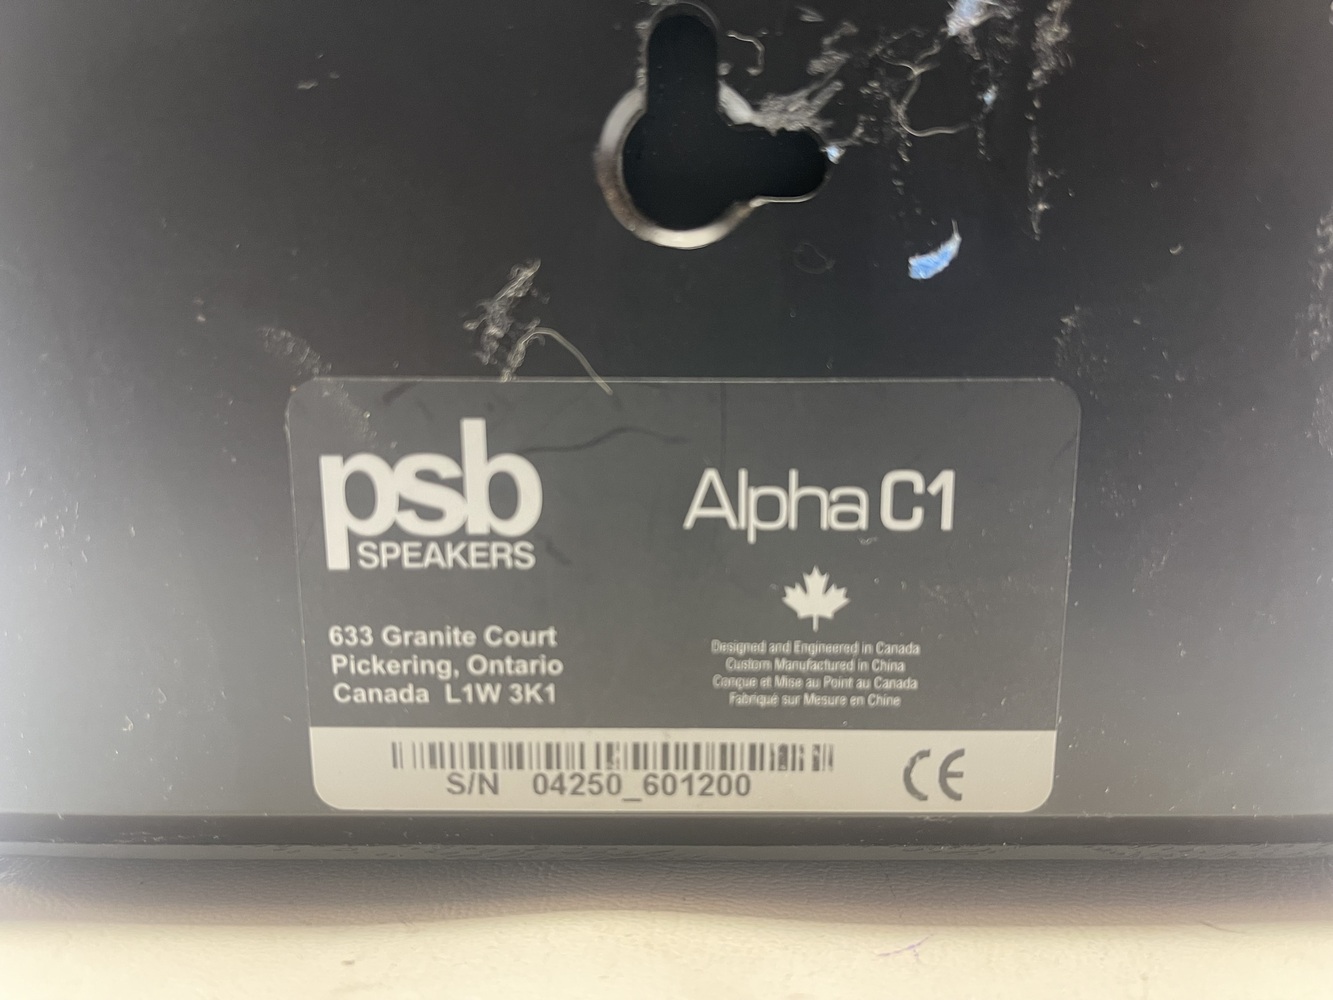 psb
SPEAKERS
Alpha C1
633 Granite Court
Pickering, Ontario
Canada L1W 3K1
Designed and Engineered in Canada
Custom Manufactured in China
Conçue et Mise au Point au Canada
Fabriqué sur Mesure en Chine
S/N 04250_601200
CE